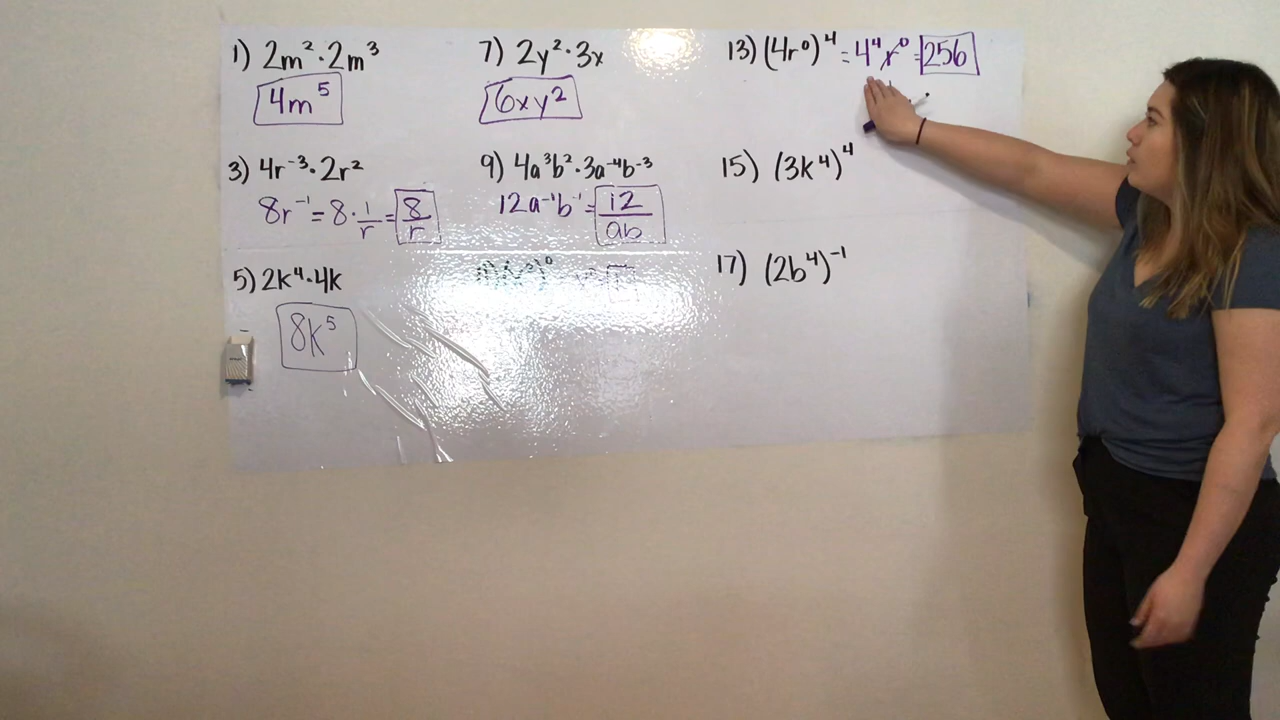 1) 2m²·2m³
4m⁵
3) 4r⁻³·2r²
8r⁻¹ = 8·1/r = 8/r
5) 2k⁴·4k
8k⁵
7) 2y²·3x
6xy²
9) 4a³b²·3a⁻⁴b⁻³
12a⁻¹b⁻¹ = 12/ab
13) (4r⁰)⁴ = 4⁴r⁰ = 256
1
15) (3k⁴)⁴
17) (2b⁴)⁻¹